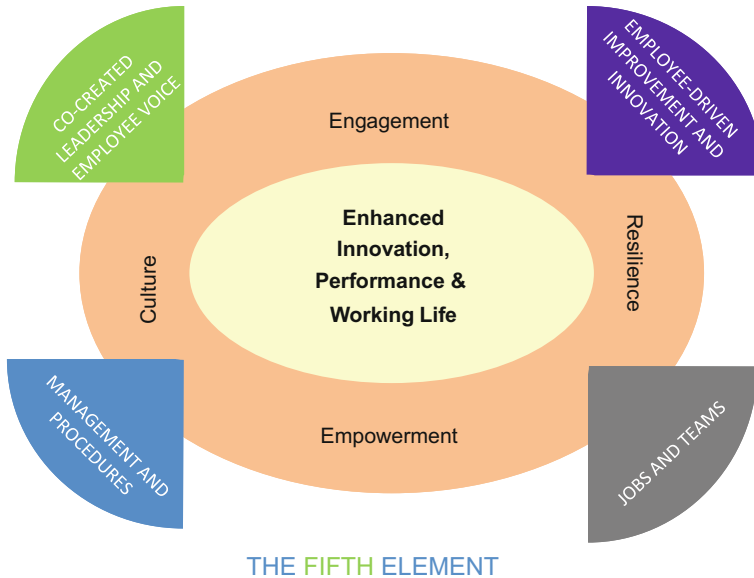 CO-CREATED
LEADERSHIP AND
EMPLOYEE VOICE
EMPLOYEE-DRIVEN
IMPROVEMENT AND
INNOVATION
Engagement
Enhanced
Innovation,
Performance &
Working Life
Culture
Resilience
Empowerment
MANAGEMENT AND
PROCEDURES
JOBS AND TEAMS
THE FIFTH ELEMENT